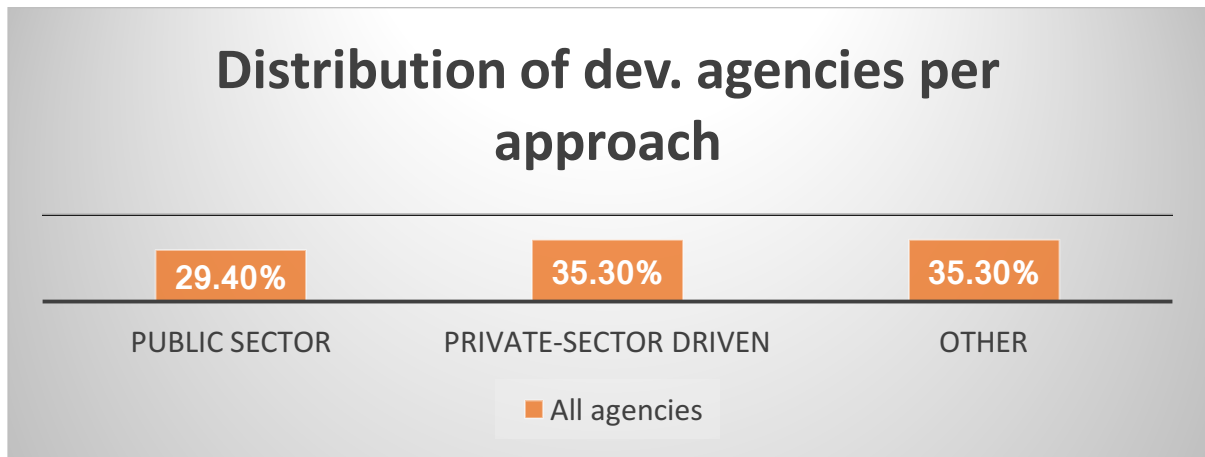 Distribution of dev. agencies per
approach
29.40%
35.30%
35.30%
PUBLIC SECTOR
PRIVATE-SECTOR DRIVEN
OTHER
All agencies